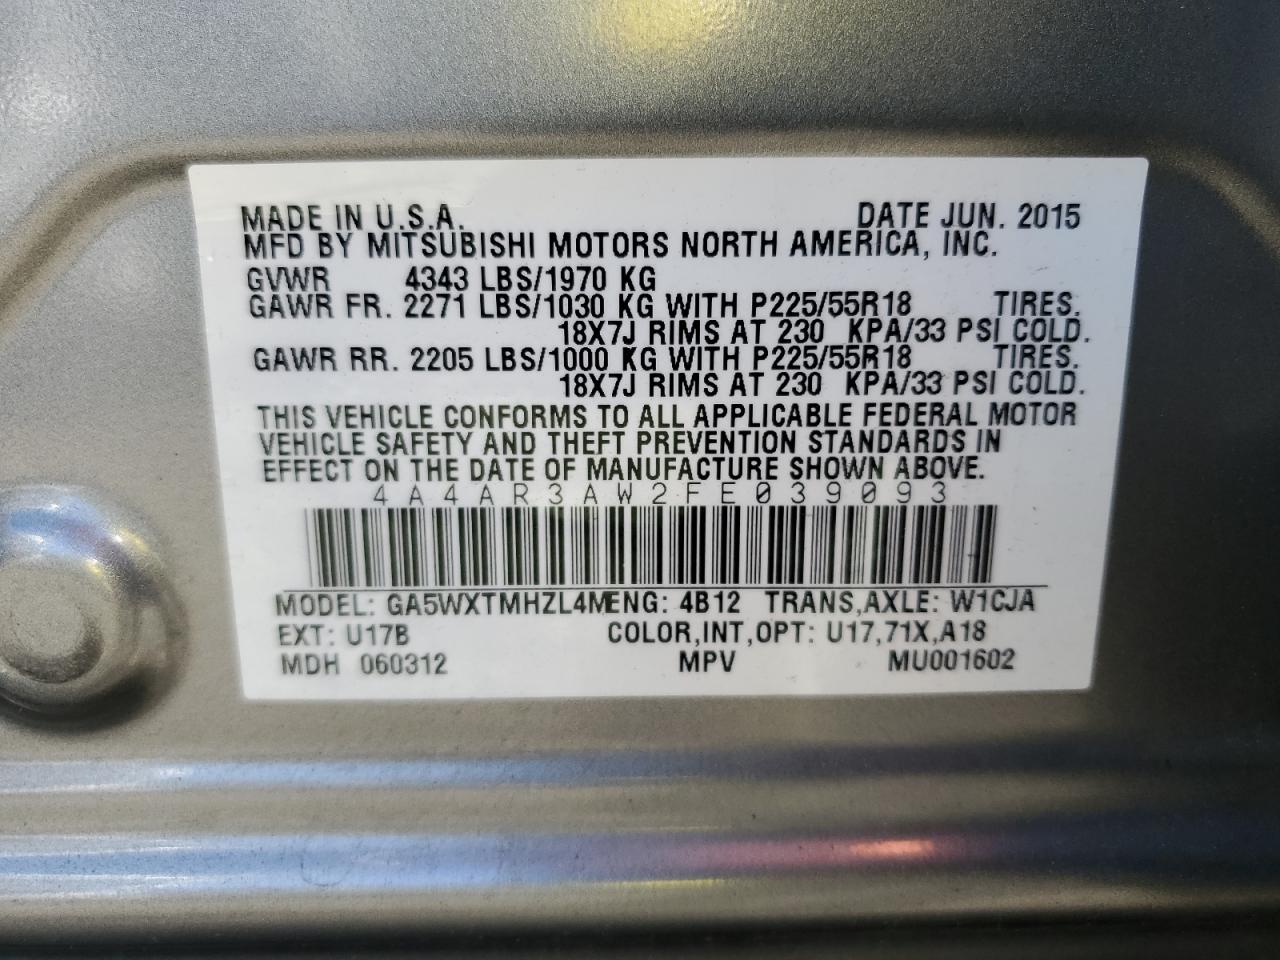 MADE IN U.S.A. DATE JUN. 2015
MFD BY MITSUBISHI MOTORS NORTH AMERICA, INC.
GVWR 4343 LBS/1970 KG
GAWR FR. 2271 LBS/1030 KG WITH P225/55R18 TIRES.
18X7J RIMS AT 230 KPA/33 PSI COLD.
GAWR RR. 2205 LBS/1000 KG WITH P225/55R18 TIRES.
18X7J RIMS AT 230 KPA/33 PSI COLD.
THIS VEHICLE CONFORMS TO ALL APPLICABLE FEDERAL MOTOR
VEHICLE SAFETY AND THEFT PREVENTION STANDARDS IN
EFFECT ON THE DATE OF MANUFACTURE SHOWN ABOVE.
4A4AR3AW2FE039093
MODEL: GA5WXTMHZL4MENG: 4B12 TRANS,AXLE: W1CJA
EXT: U17B COLOR,INT,OPT: U17,71X,A18
MDH 060312 MPV MU001602